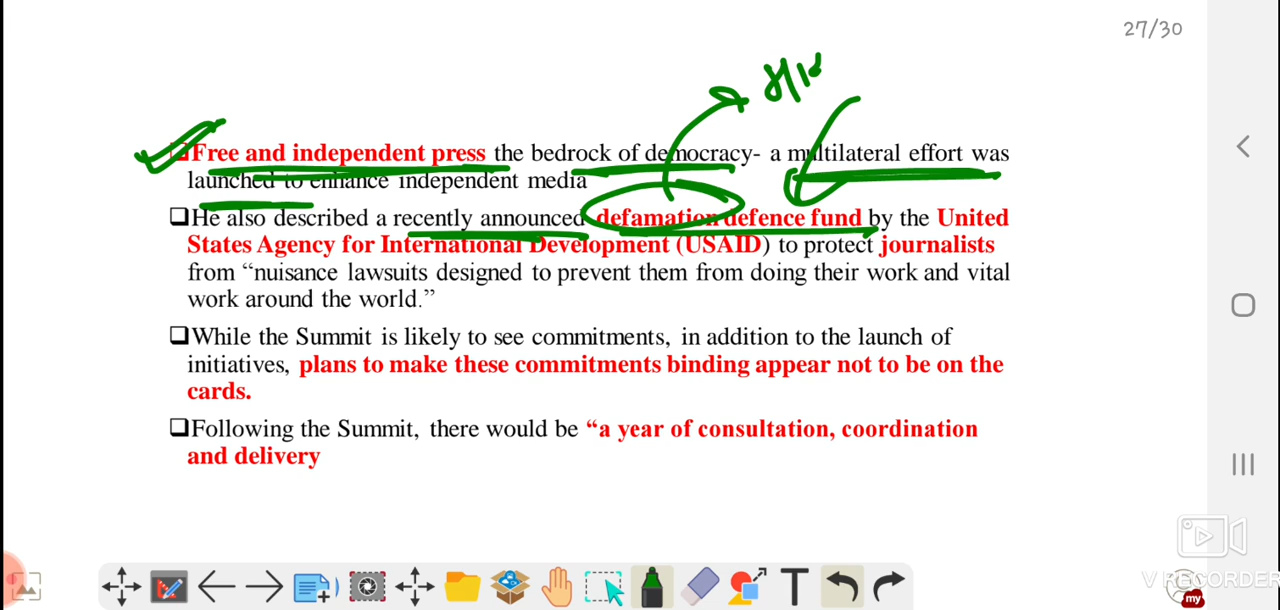 27/30
❑Free and independent press the bedrock of democracy- a multilateral effort was
launched to enhance independent media
❑He also described a recently announced defamation defence fund by the United
States Agency for International Development (USAID) to protect journalists
from “nuisance lawsuits designed to prevent them from doing their work and vital
work around the world.”
❑While the Summit is likely to see commitments, in addition to the launch of
initiatives, plans to make these commitments binding appear not to be on the
cards.
❑Following the Summit, there would be “a year of consultation, coordination
and delivery
V RECORDER
my